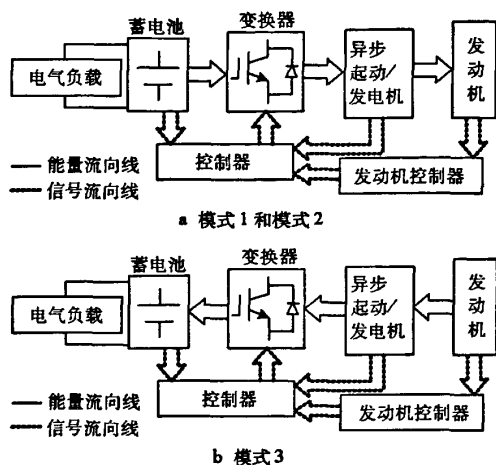 蓄电池
变换器
电气负载
异步
起动/
发电机
发动机
控制器
发动机控制器
能量流向线
信号流向线
a 模式1和模式2
蓄电池
变换器
电气负载
异步
起动/
发电机
发动机
控制器
发动机控制器
能量流向线
信号流向线
b 模式3